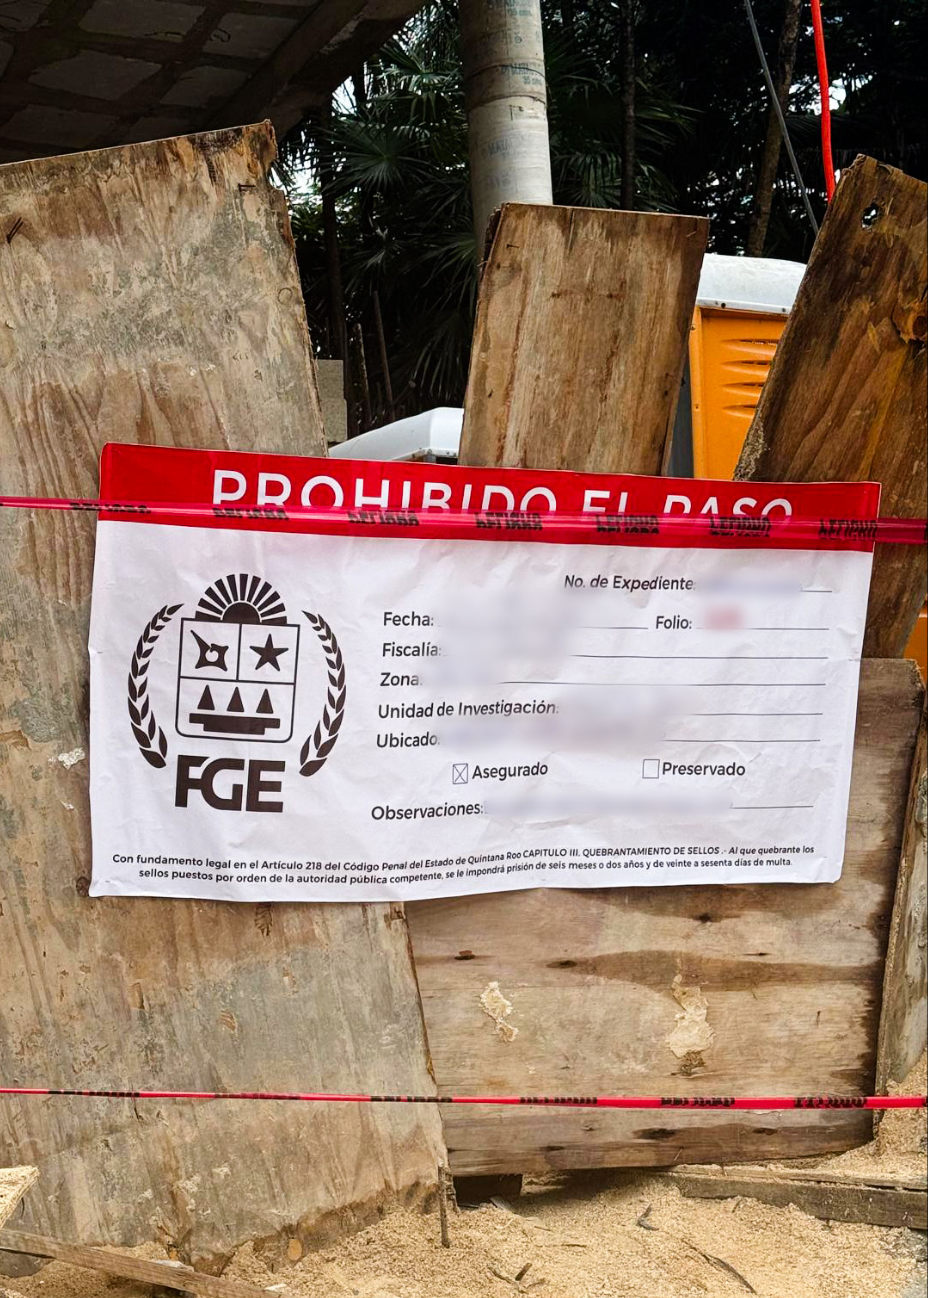 PROHIBIDO EL PASO
No. de Expediente:
Fecha: Folio:
Fiscalía:
Zona:
Unidad de Investigación:
Ubicado:
Asegurado Preservado
Observaciones:
FGE
Con fundamento legal en el Artículo 218 del Código Penal del Estado de Quintana Roo CAPITULO III. QUEBRANTAMIENTO DE SELLOS .- Al que quebrante los
sellos puestos por orden de la autoridad pública competente, se le impondrá prisión de seis meses o dos años y de veinte a sesenta días de multa.